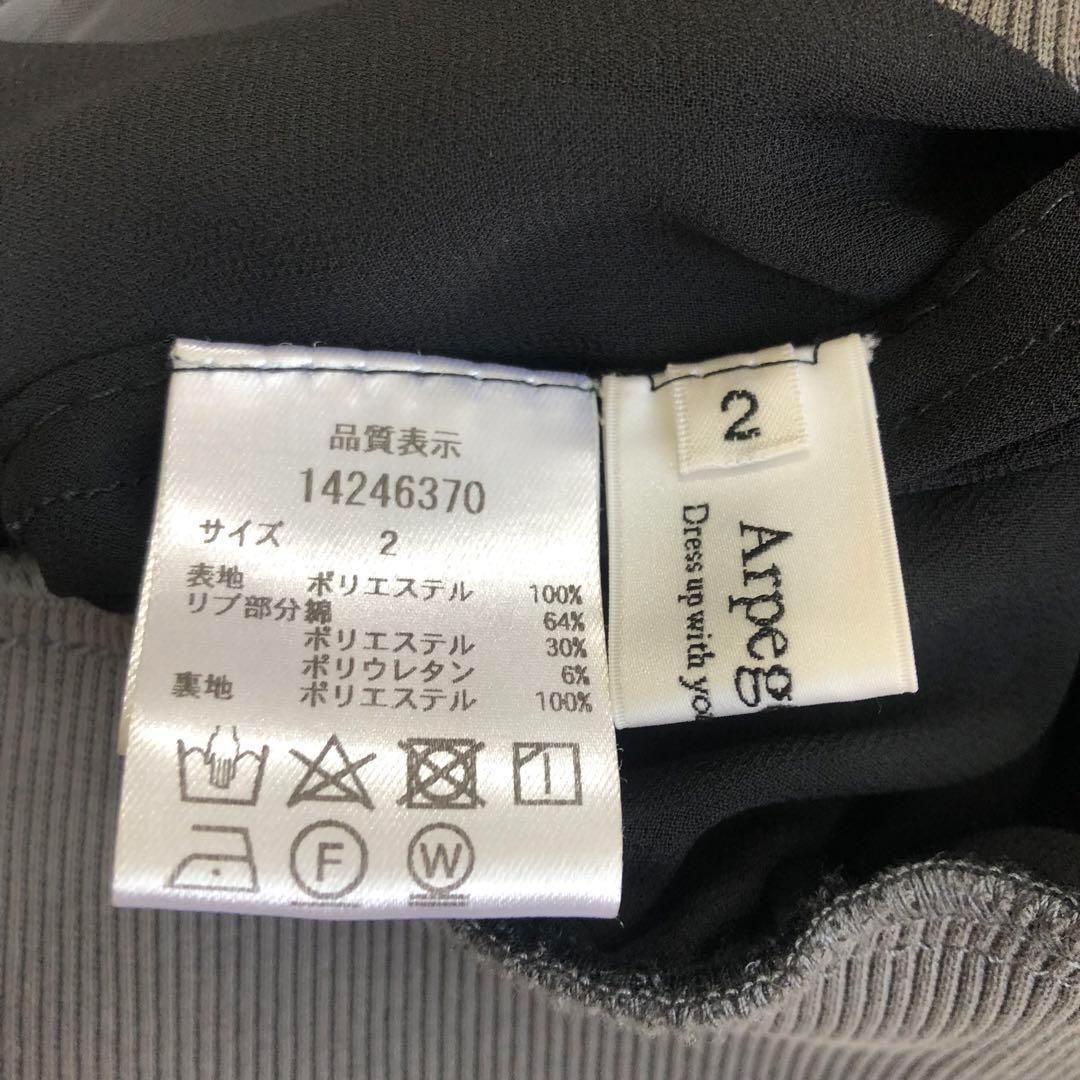 品質表示
14246370
サイズ 2
表地 ポリエステル 100%
リブ部分 綿 64%
ポリエステル 30%
ポリウレタン 6%
裏地 ポリエステル 100%
F W
2
Arpeg
Dress up with yo